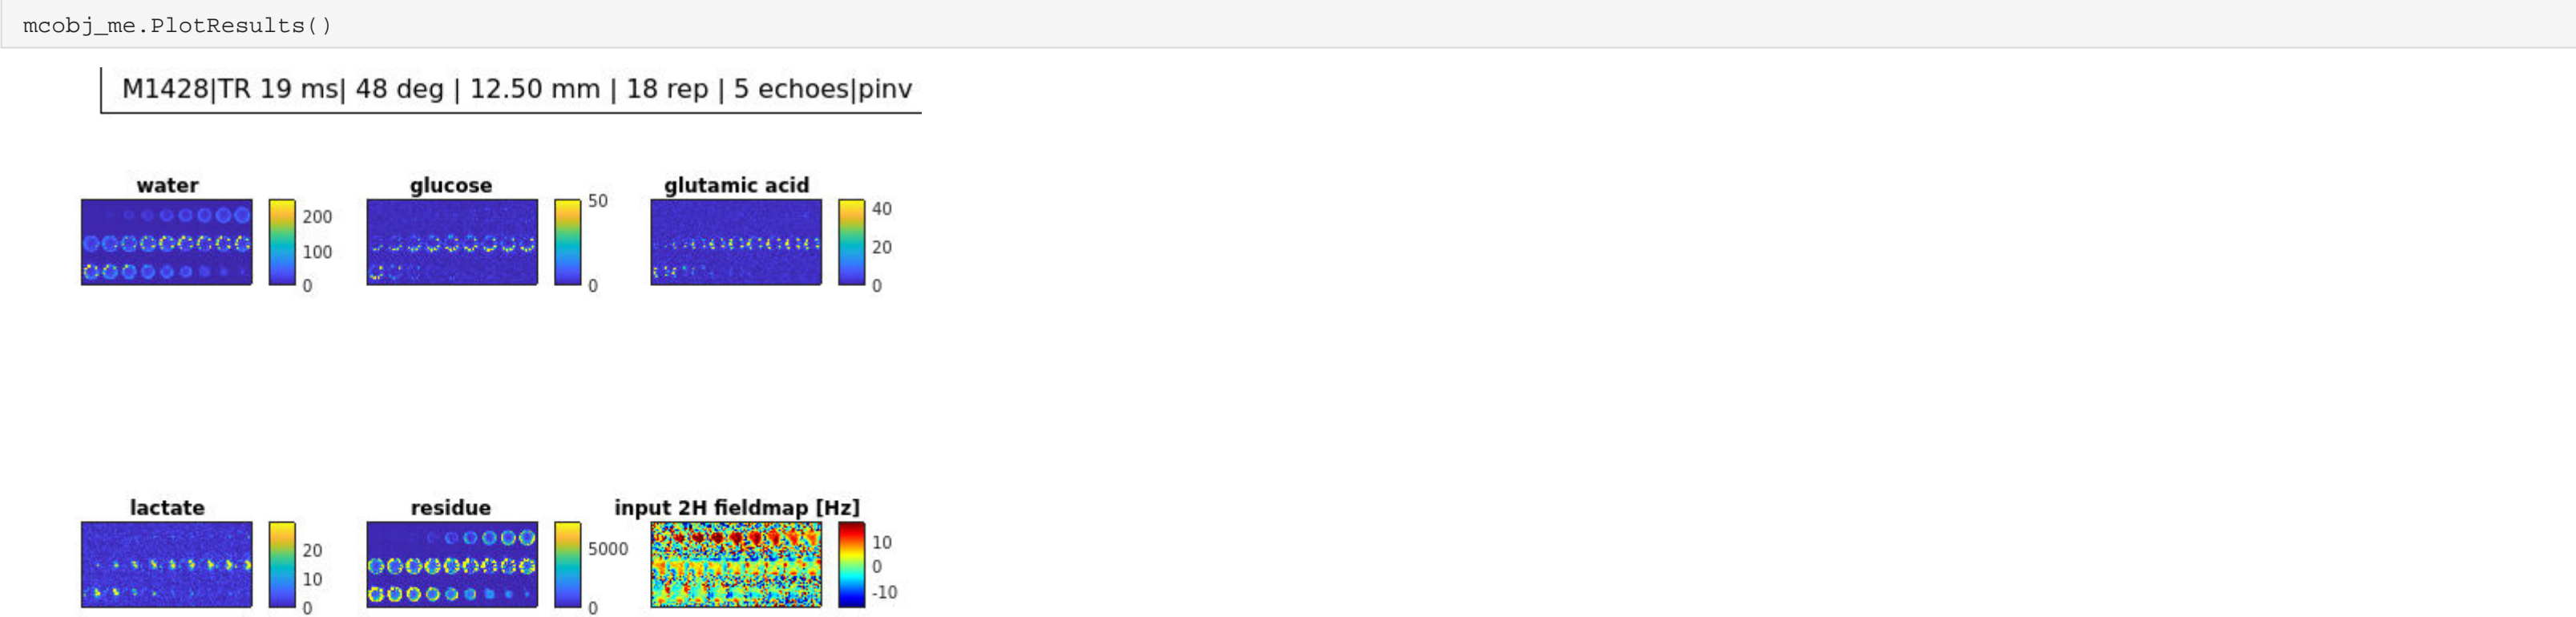 mcobj_me.PlotResults()
M1428|TR 19 ms| 48 deg | 12.50 mm | 18 rep | 5 echoes|pinv
water
200
100
0
glucose
50
0
glutamic acid
40
20
0
lactate
20
10
0
residue
5000
0
input 2H fieldmap [Hz]
10
0
-10